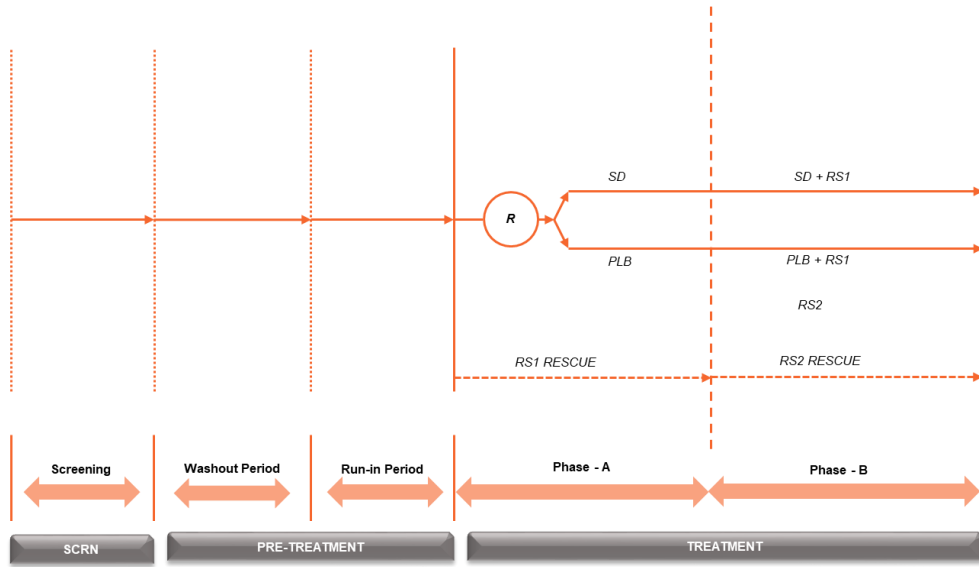 SD
SD + RS1
R
PLB
PLB + RS1
RS2
RS1 RESCUE
RS2 RESCUE
Screening
Washout Period
Run-in Period
Phase - A
Phase - B
SCRN
PRE-TREATMENT
TREATMENT